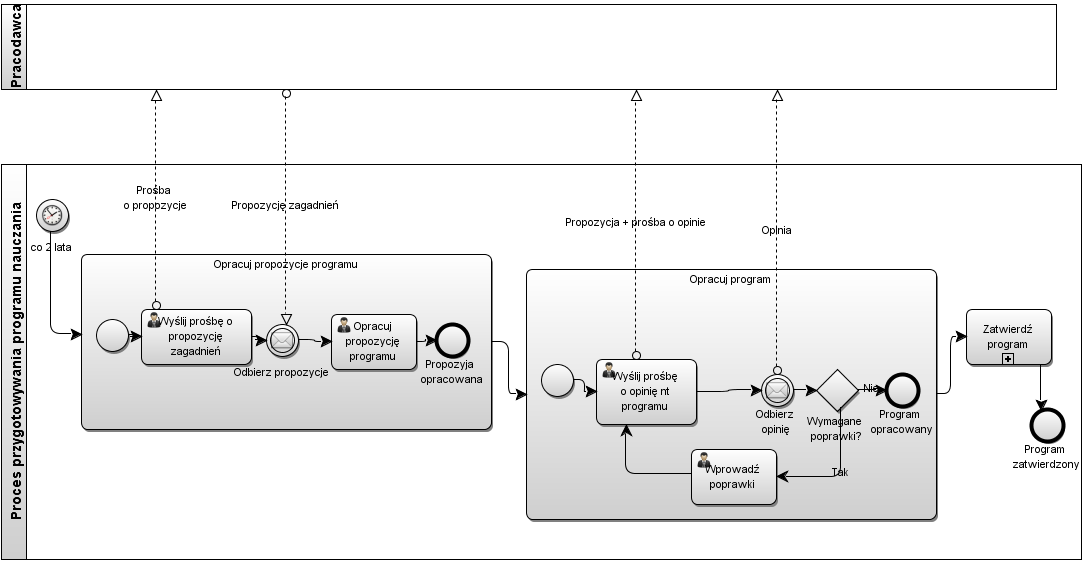 Pracodawca
Proces przygotowywania programu nauczania
Prośba
o propozycje
Propozycję zagadnień
Propozycja + prośba o opinie
Opinia
co 2 lata
Opracuj propozycje programu
Wyślij prośbę o
propozycję
zagadnień
Odbierz propozycje
Opracuj
propozycję
programu
Propozyja
opracowana
Opracuj program
Wyślij prośbę
o opinię nt
programu
Odbierz
opinię
Wymagane
poprawki?
Nie
Program
opracowany
Tak
Wprowadź
poprawki
Zatwierdź
program
Program
zatwierdzony